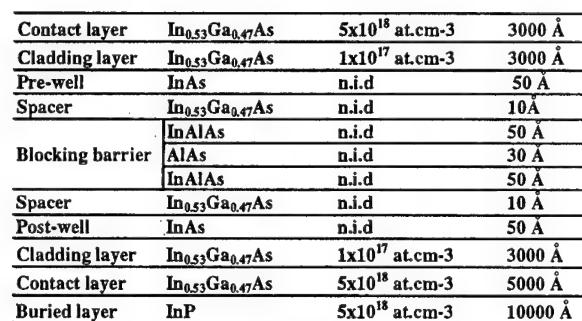 Contact layer In0.53Ga0.47As 5x10^18 at.cm-3 3000 Å
Cladding layer In0.53Ga0.47As 1x10^17 at.cm-3 3000 Å
Pre-well InAs n.i.d 50 Å
Spacer In0.53Ga0.47As n.i.d 10Å
InAlAs n.i.d 50 Å
Blocking barrier AlAs n.i.d 30 Å
InAlAs n.i.d 50 Å
Spacer In0.53Ga0.47As n.i.d 10 Å
Post-well InAs n.i.d 50 Å
Cladding layer In0.53Ga0.47As 1x10^17 at.cm-3 3000 Å
Contact layer In0.53Ga0.47As 5x10^18 at.cm-3 5000 Å
Buried layer InP 5x10^18 at.cm-3 10000 Å